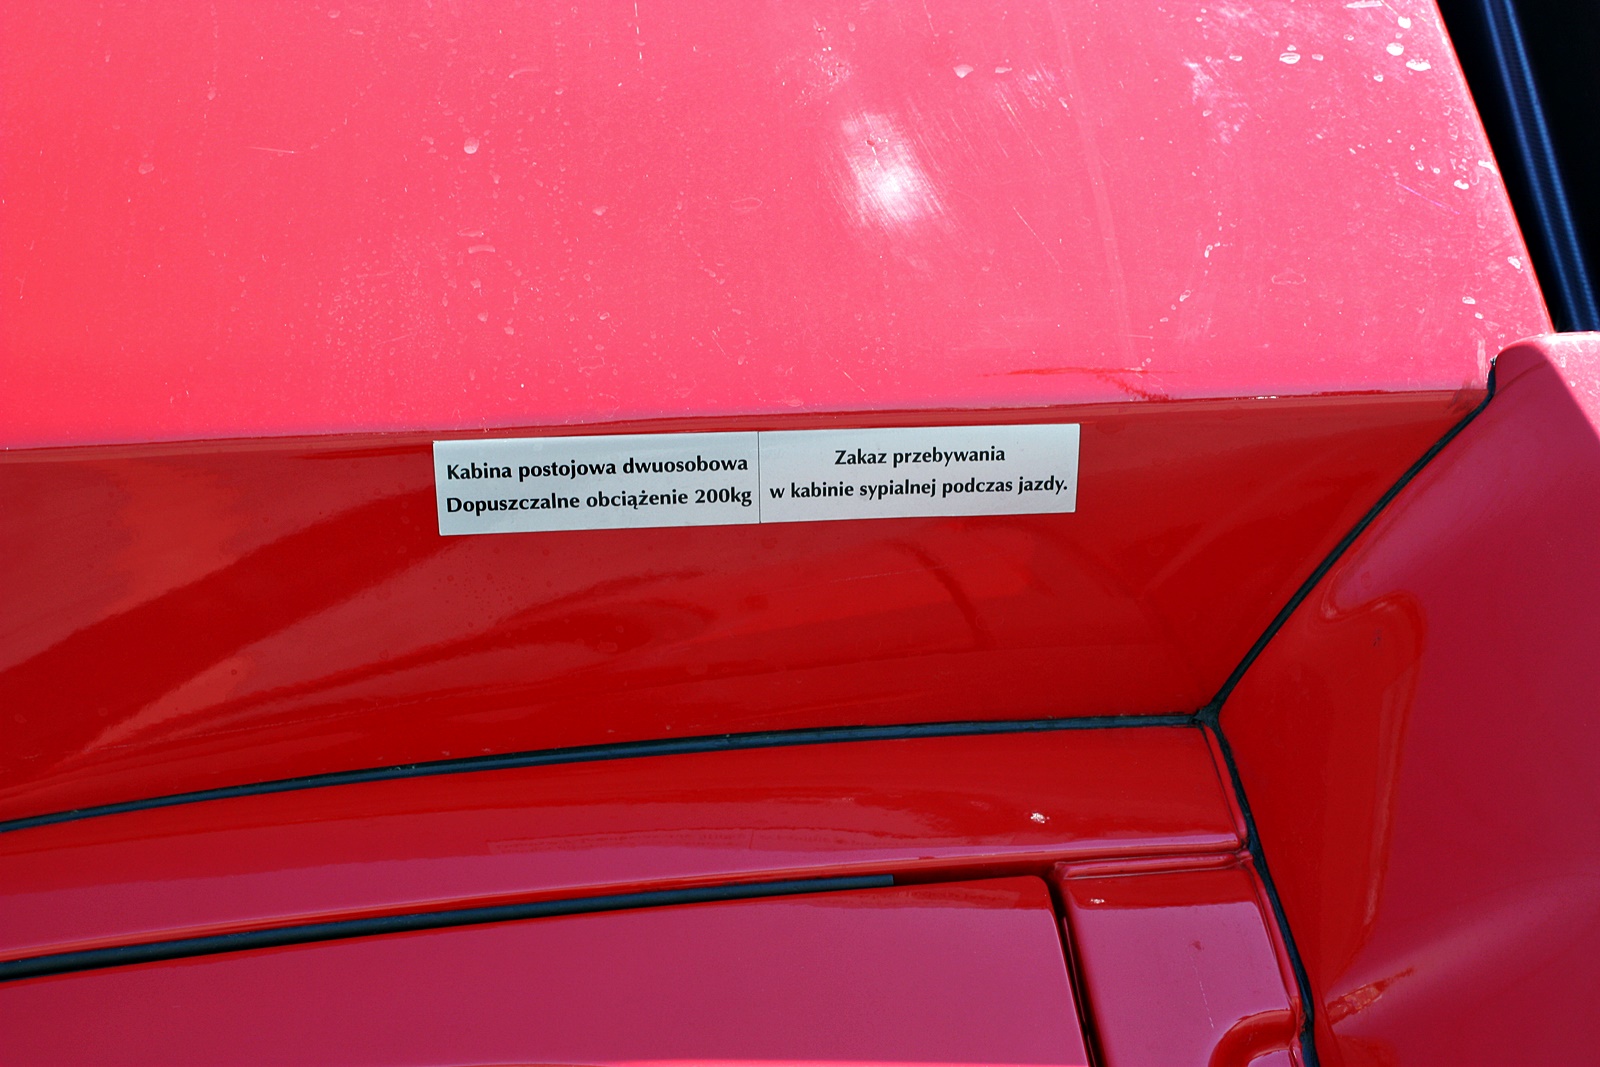 Kabina postojowa dwuosobowa
Dopuszczalne obciążenie 200kg
Zakaz przebywania
w kabinie sypialnej podczas jazdy.